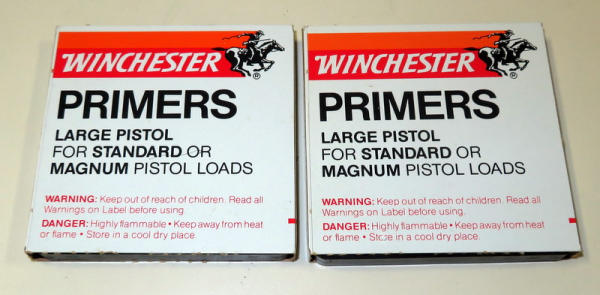 WINCHESTER
®
PRIMERS
LARGE PISTOL
FOR STANDARD OR
MAGNUM PISTOL LOADS
WARNING: Keep out of reach of children. Read all
Warnings on Label before using.
DANGER: Highly flammable • Keep away from heat
or flame • Store in a cool dry place.
WINCHESTER
®
PRIMERS
LARGE PISTOL
FOR STANDARD OR
MAGNUM PISTOL LOADS
WARNING: Keep out of reach of children. Read all
Warnings on Label before using.
DANGER: Highly flammable • Keep away from heat
or flame • Store in a cool dry place.